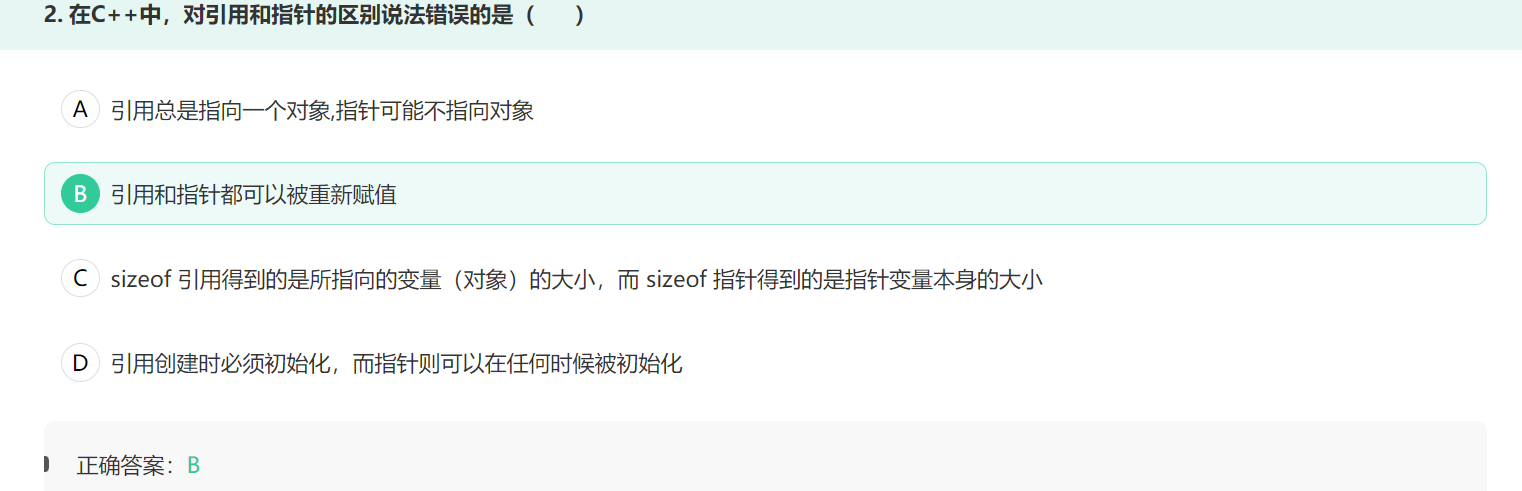 2. 在C++中，对引用和指针的区别说法错误的是（　　）
A 引用总是指向一个对象,指针可能不指向对象
B 引用和指针都可以被重新赋值
C sizeof 引用得到的是所指向的变量（对象）的大小，而 sizeof 指针得到的是指针变量本身的大小
D 引用创建时必须初始化，而指针则可以在任何时候被初始化
正确答案：B